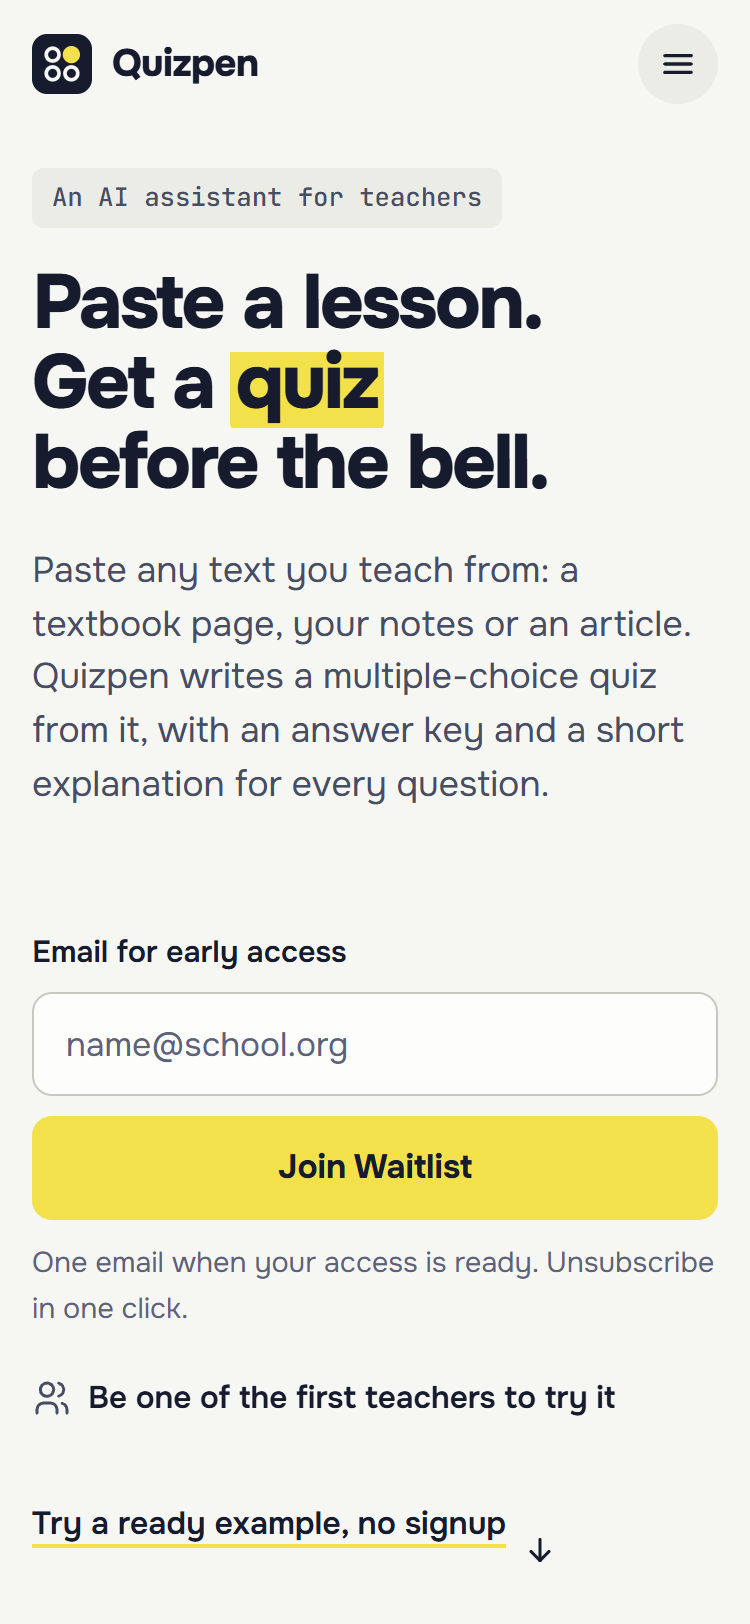 Quizpen
An AI assistant for teachers
Paste a lesson.
Get a quiz
before the bell.
Paste any text you teach from: a
textbook page, your notes or an article.
Quizpen writes a multiple-choice quiz
from it, with an answer key and a short
explanation for every question.
Email for early access
name@school.org
Join Waitlist
One email when your access is ready. Unsubscribe
in one click.
Be one of the first teachers to try it
Try a ready example, no signup